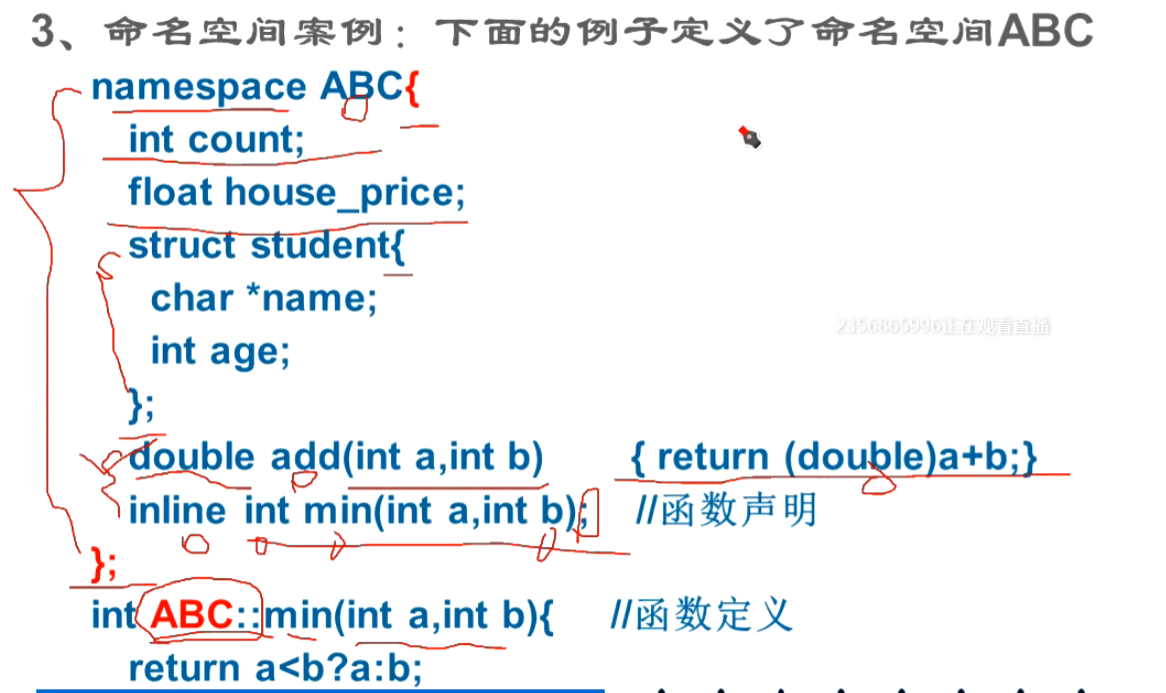 3、命名空间案例：下面的例子定义了命名空间ABC
namespace ABC{
int count;
float house_price;
struct student{
char *name;
int age;
};
double add(int a,int b) { return (double)a+b;}
inline int min(int a,int b); //函数声明
};
int ABC::min(int a,int b){ //函数定义
return a<b?a:b;
2356865996正在观看直播